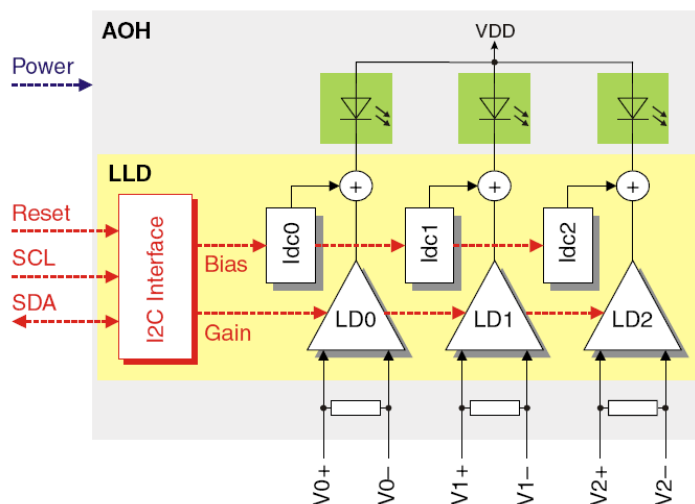 AOH
VDD
Power
LLD
Reset
SCL
SDA
I2C Interface
Bias
Gain
Idc0
Idc1
Idc2
LD0
LD1
LD2
V0+
V0–
V1+
V1–
V2+
V2–